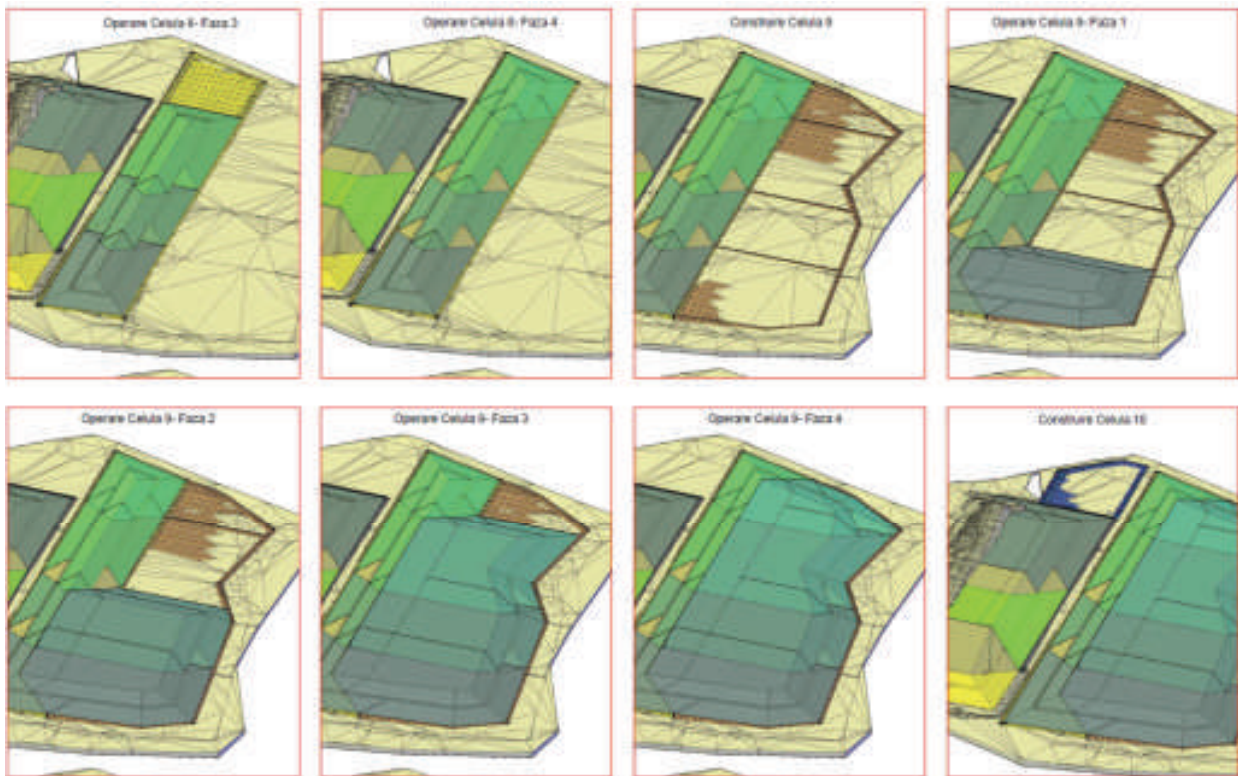 Operare Celula 8- Faza 3
Operare Celula 8- Faza 4
Construire Celula 9
Operare Celula 9- Faza 1
Operare Celula 9- Faza 2
Operare Celula 9- Faza 3
Operare Celula 9- Faza 4
Construire Celula 10